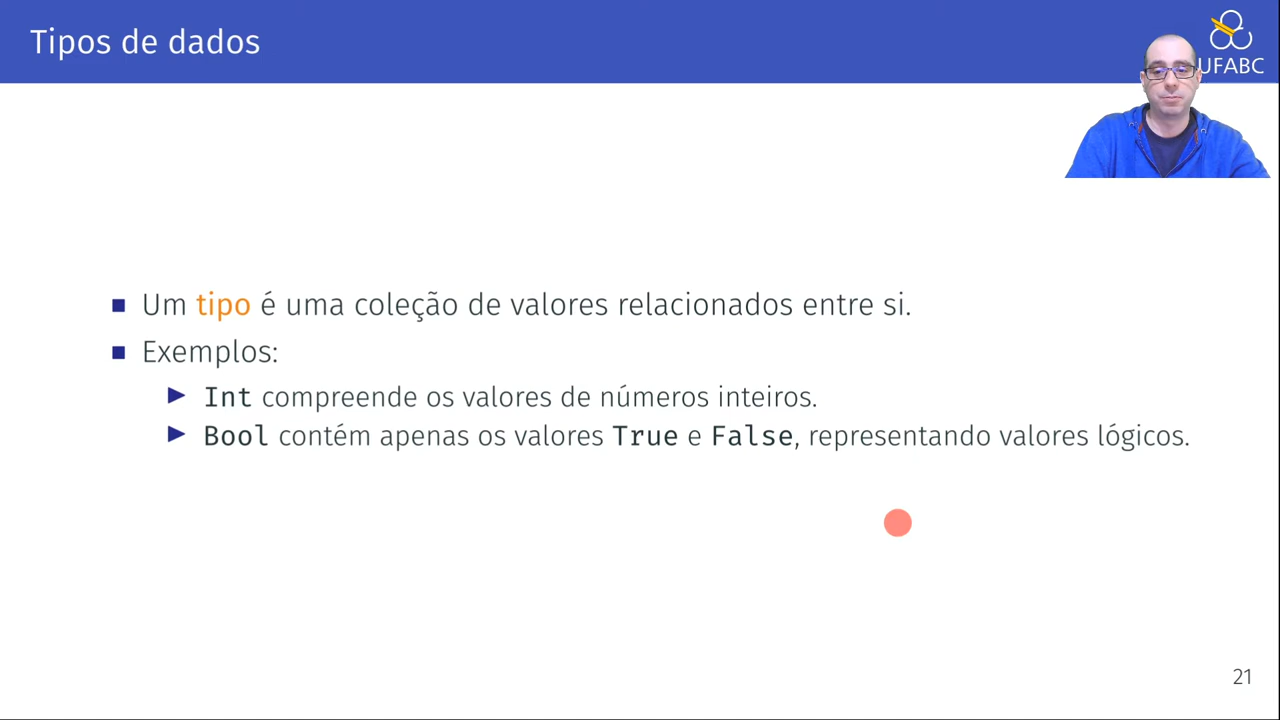 Tipos de dados
UFABC
Um tipo é uma coleção de valores relacionados entre si.
Exemplos:
Int compreende os valores de números inteiros.
Bool contém apenas os valores True e False, representando valores lógicos.
21